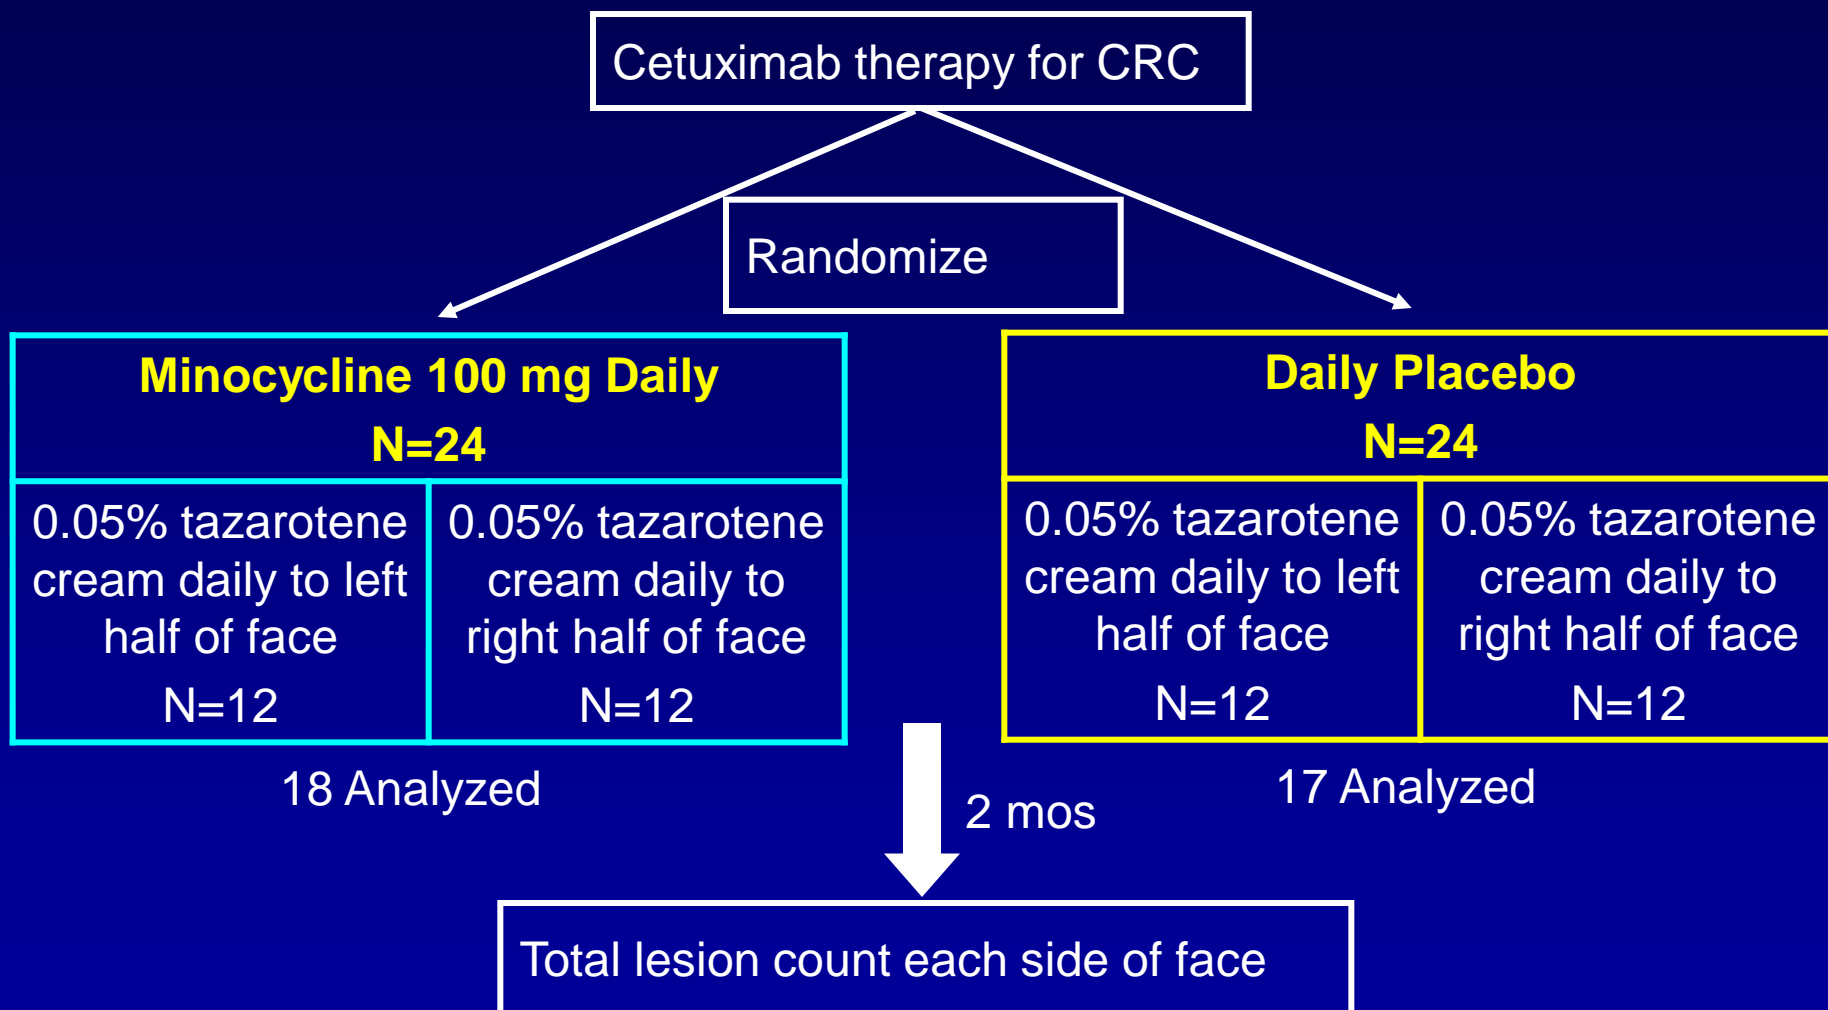 Cetuximab therapy for CRC
Randomize
Minocycline 100 mg Daily
N=24
0.05% tazarotene
cream daily to left
half of face
N=12
0.05% tazarotene
cream daily to
right half of face
N=12
18 Analyzed
Daily Placebo
N=24
0.05% tazarotene
cream daily to left
half of face
N=12
0.05% tazarotene
cream daily to
right half of face
N=12
17 Analyzed
2 mos
Total lesion count each side of face